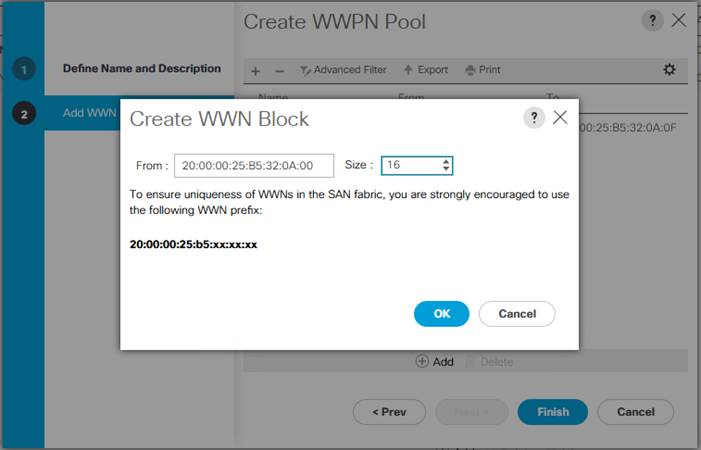 Create WWPN Pool
?
1
Define Name and Description
+ − Advanced Filter Export Print
2
Add WWN
Name From To
00:25:B5:32:0A:0F
Create WWN Block
?
From : 20:00:00:25:B5:32:0A:00 Size : 16
To ensure uniqueness of WWNs in the SAN fabric, you are strongly encouraged to use
the following WWN prefix:
20:00:00:25:b5:xx:xx:xx
OK Cancel
Add Delete
< Prev Next > Finish Cancel